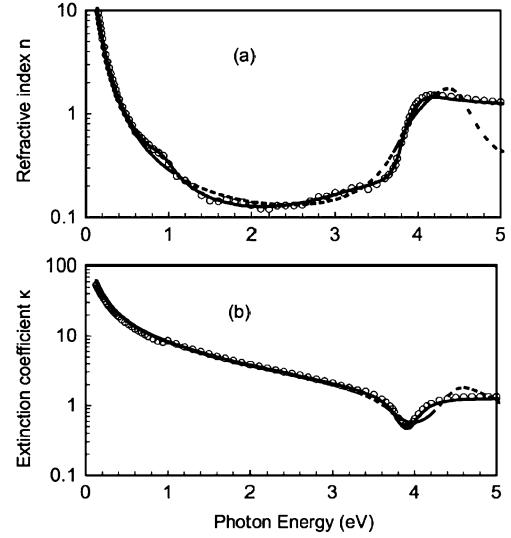 10
(a)
Refractive index n
1
0.1
0 1 2 3 4 5
100
(b)
Extinction coefficient κ
10
1
0.1
0 1 2 3 4 5
Photon Energy (eV)